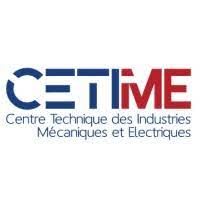 CETIME
Centre Technique des Industries
Mécaniques et Electriques